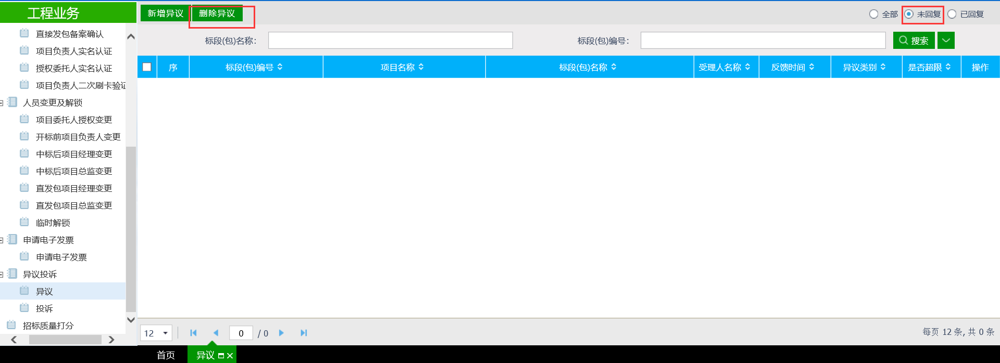 工程业务
直接发包备案确认
项目负责人实名认证
授权委托人实名认证
项目负责人二次刷卡验证
人员变更及解锁
项目委托人授权变更
开标前项目负责人变更
中标后项目经理变更
中标后项目总监变更
直发包项目经理变更
直发包项目总监变更
临时解锁
申请电子发票
申请电子发票
异议投诉
异议
投诉
招标质量打分
新增异议 删除异议 全部 未回复 已回复
标段(包)名称: 标段(包)编号: 搜索
序 标段(包)编号 项目名称 标段(包)名称 受理人名称 反馈时间 异议类别 是否超限 操作
12 0 / 0 每页 12 条, 共 0 条
首页 异议